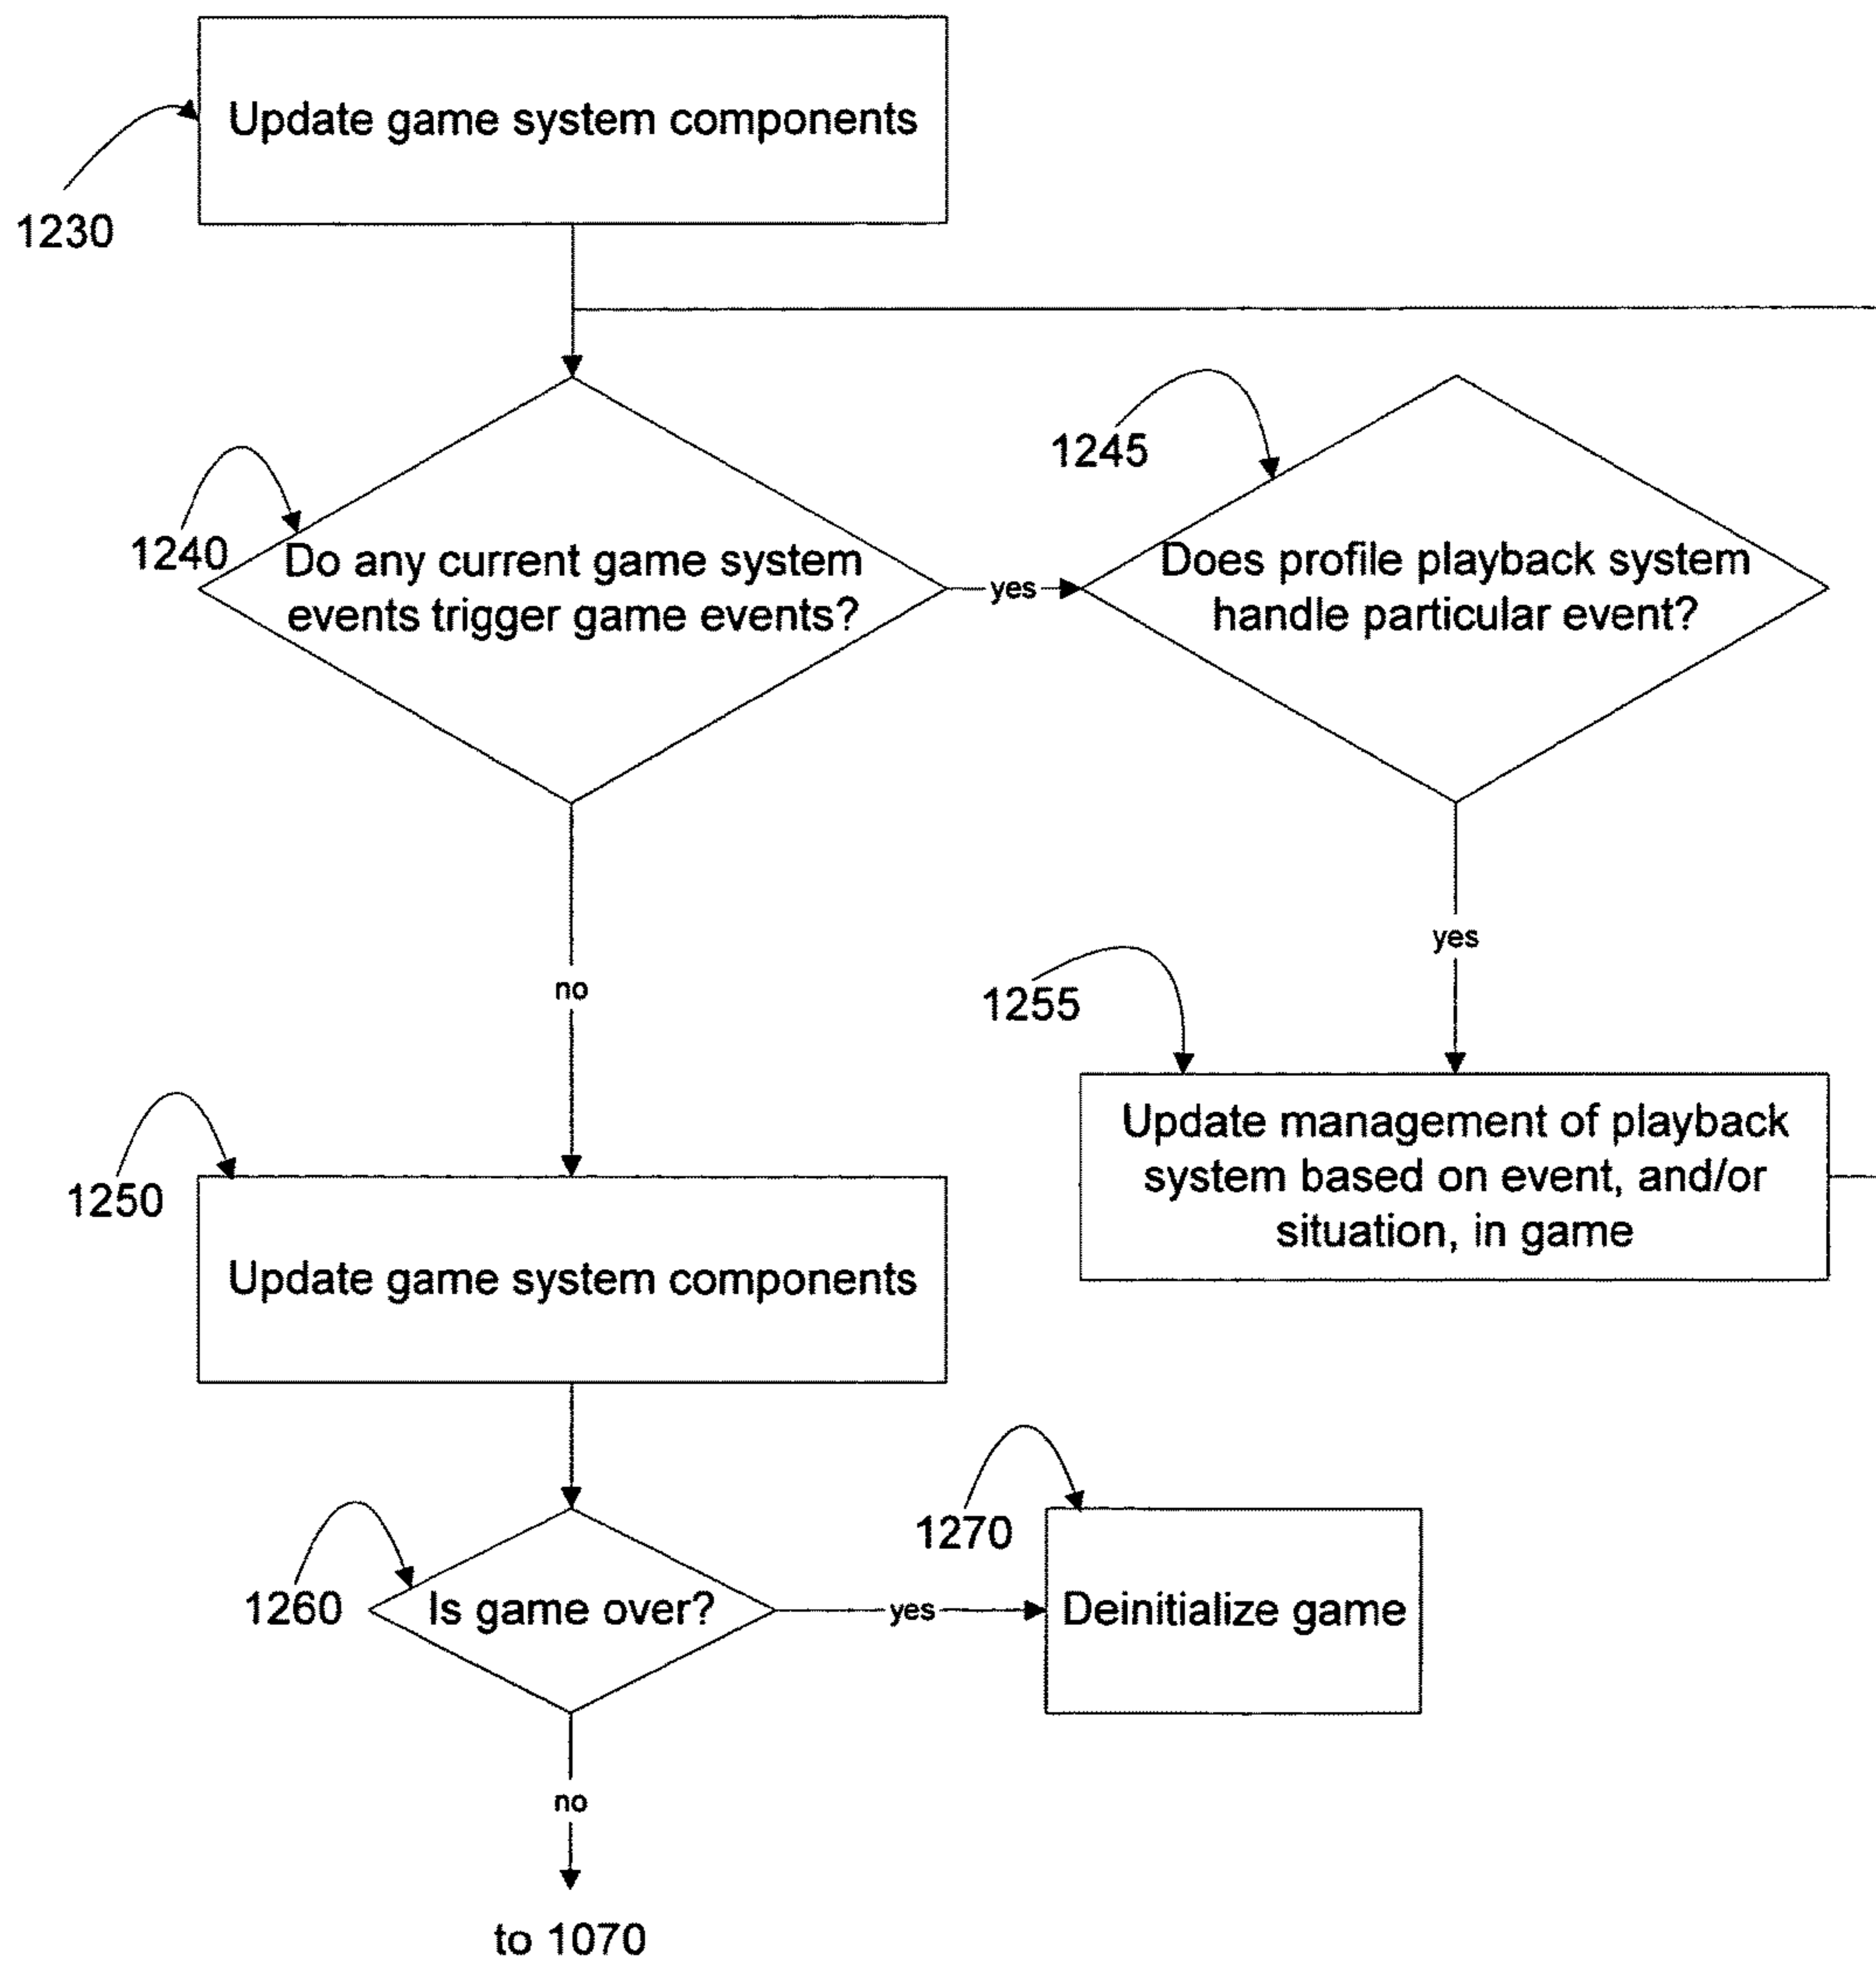 Update game system components
1230
1240
Do any current game system
events trigger game events?
yes
1245
Does profile playback system
handle particular event?
no
yes
1255
Update management of playback
system based on event, and/or
situation, in game
1250
Update game system components
1260
Is game over?
yes
1270
Deinitialize game
no
to 1070